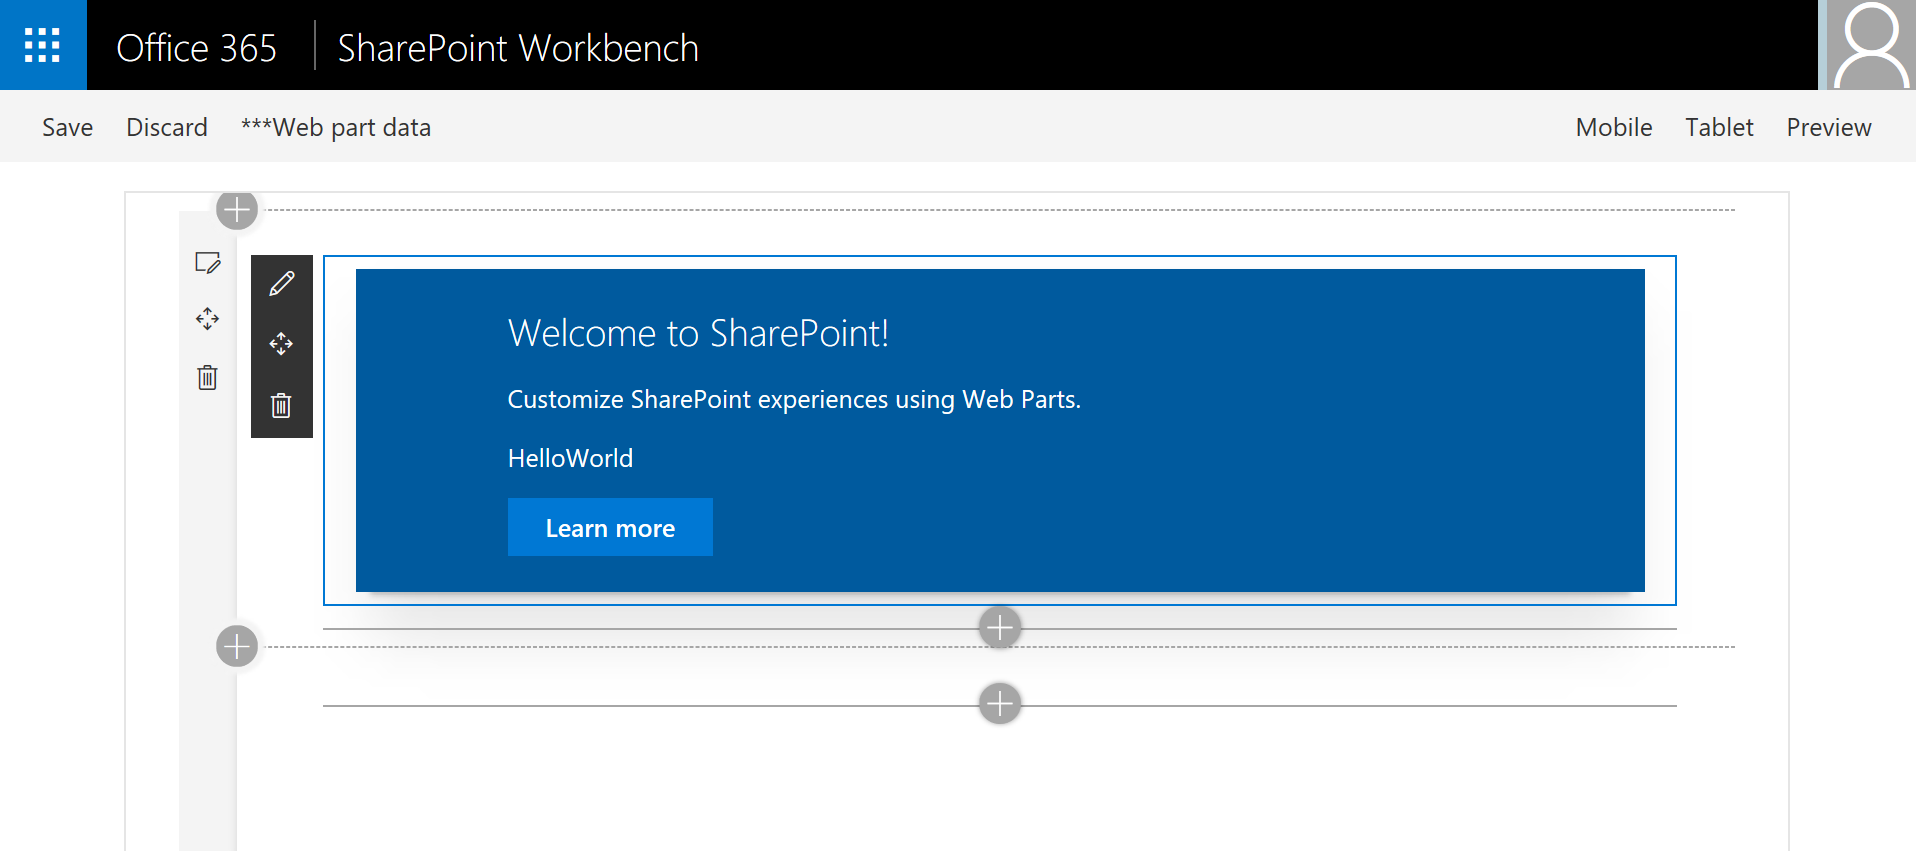 Office 365 SharePoint Workbench
Save Discard ***Web part data Mobile Tablet Preview
Welcome to SharePoint!
Customize SharePoint experiences using Web Parts.
HelloWorld
Learn more